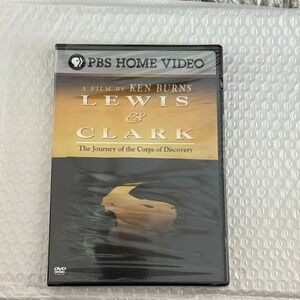 PBS HOME VIDEO
A FILM BY KEN BURNS
LEWIS
&
CLARK
The Journey of the Corps of Discovery
DVD